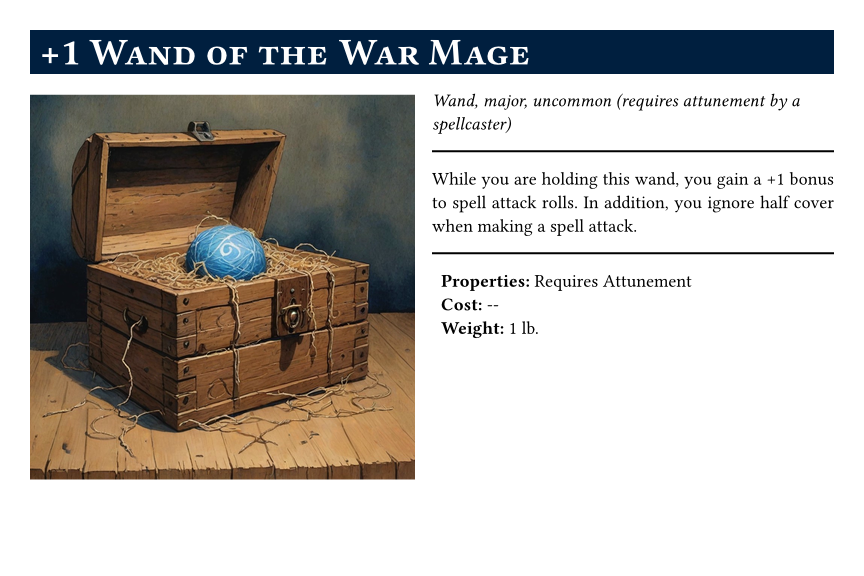 +1 Wand of the War Mage
Wand, major, uncommon (requires attunement by a
spellcaster)
While you are holding this wand, you gain a +1 bonus
to spell attack rolls. In addition, you ignore half cover
when making a spell attack.
Properties: Requires Attunement
Cost: --
Weight: 1 lb.